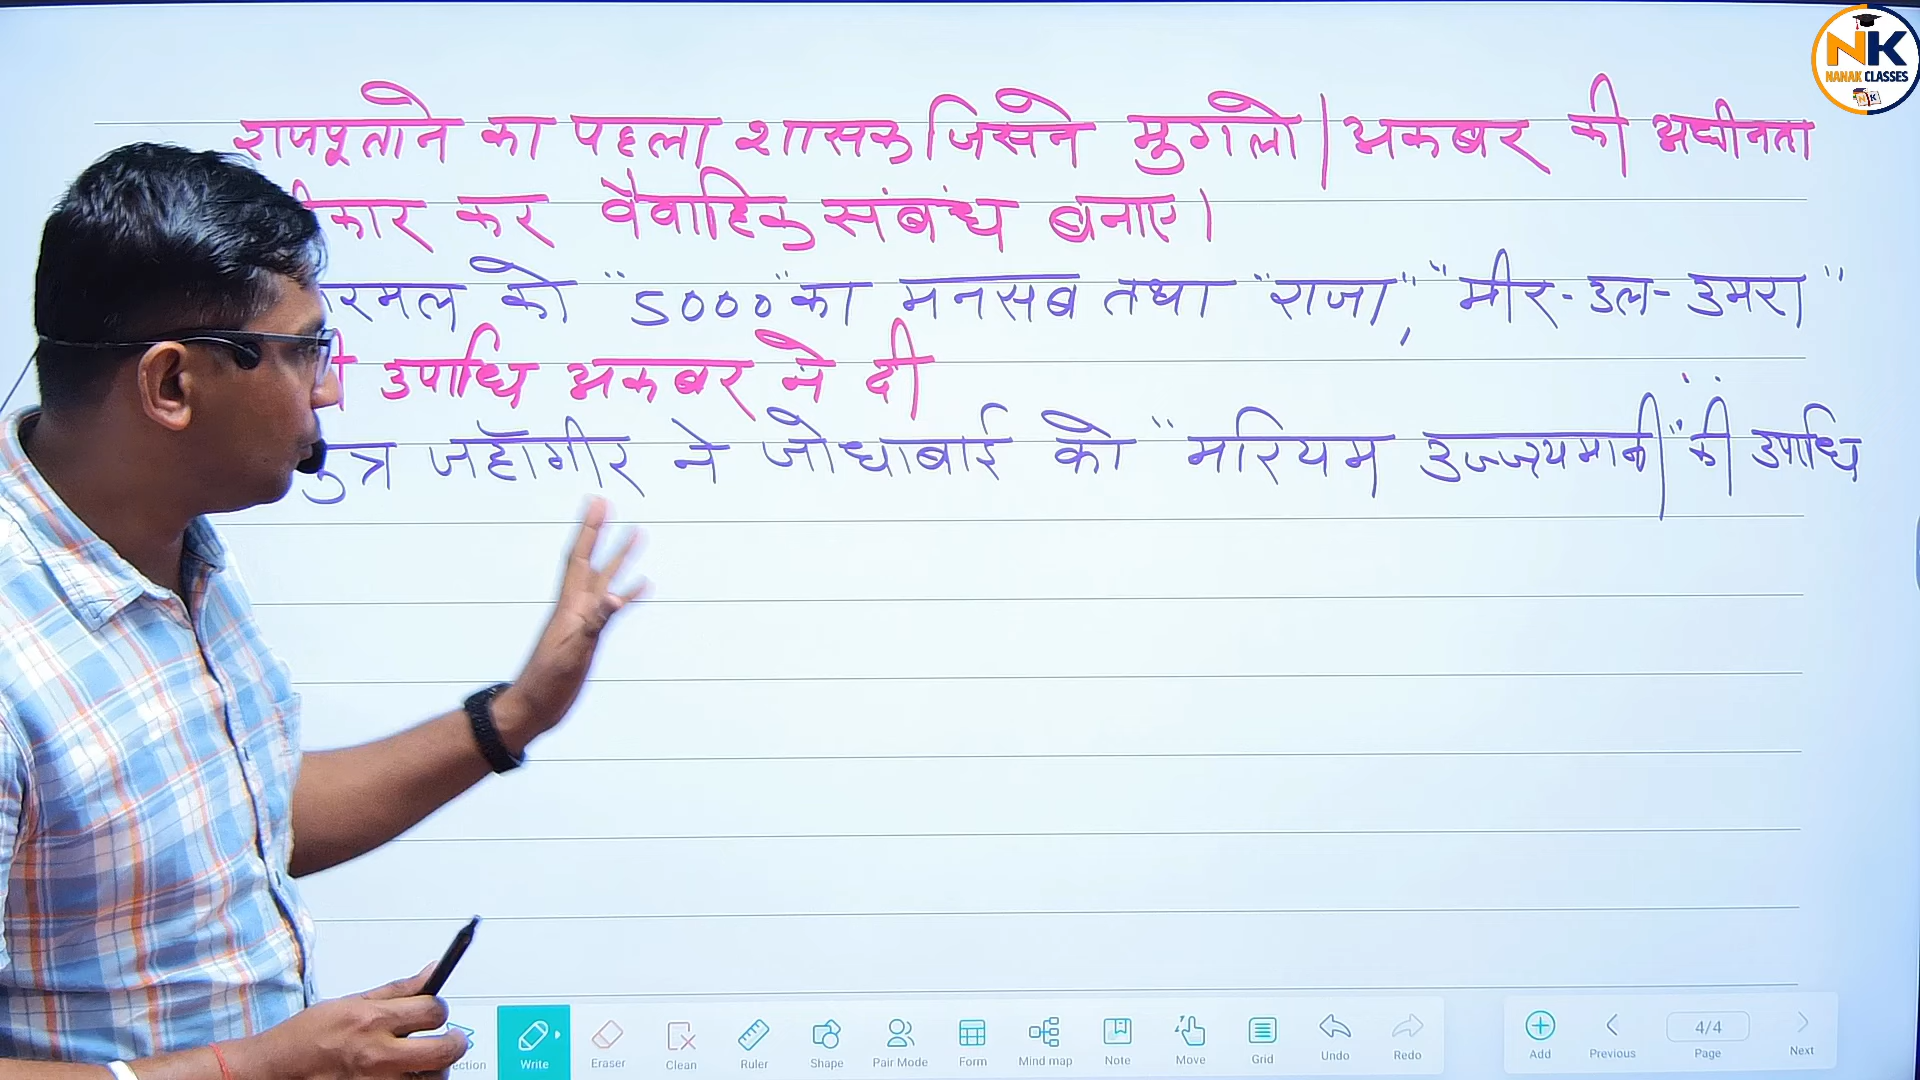 NK
NANAK CLASSES
राजपूताने का पहला शासक जिसने मुगलो / अकबर की अधीनता
कार कर वैवाहिक संबंध बनाए।
रमल को "5000" का मनसब तथा "राजा", "मीर-उल-उमरा"
उपाधि अकबर ने दी
पुत्र जहाँगीर ने जोधाबाई को "मरियम उज्जयमानी" की उपाधि
ection Write Eraser Clean Ruler Shape Pair Mode Form Mind map Note Move Grid Undo Redo Add Previous 4/4 Page Next